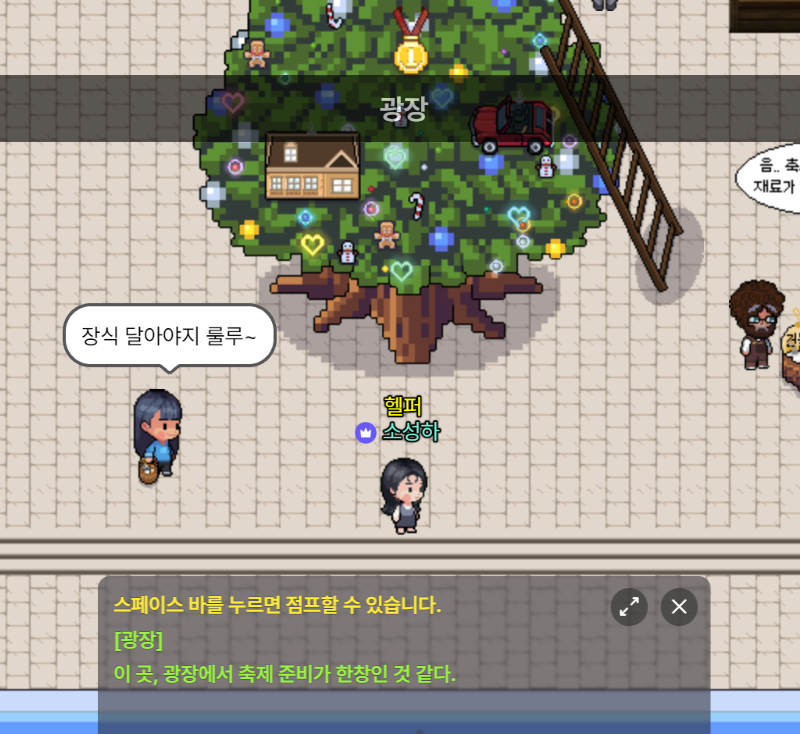 1
광장
음.. 축
재료가
장식 달아야지 룰루~
헬퍼
소성하
스페이스 바를 누르면 점프할 수 있습니다.
[광장]
이 곳, 광장에서 축제 준비가 한창인 것 같다.